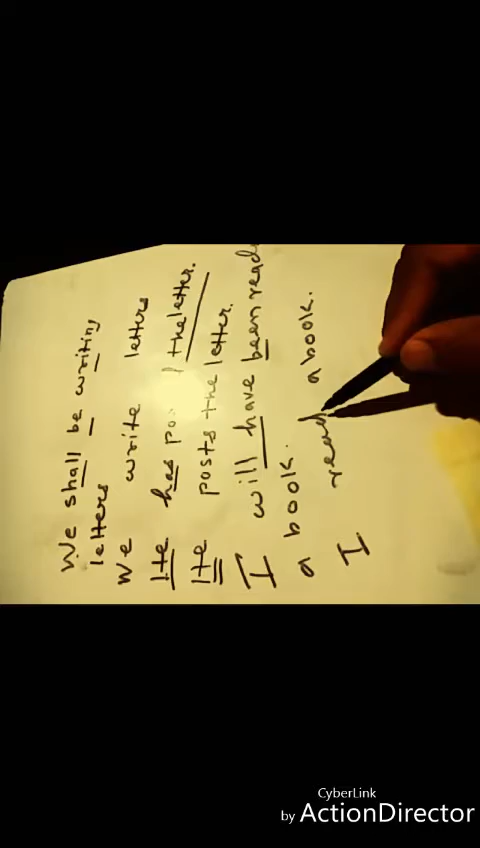 We shall be writing
letters
We write letters
He has the letter.
He posts the letter.
I will have been read
a book.
I read a book.
CyberLink
by ActionDirector